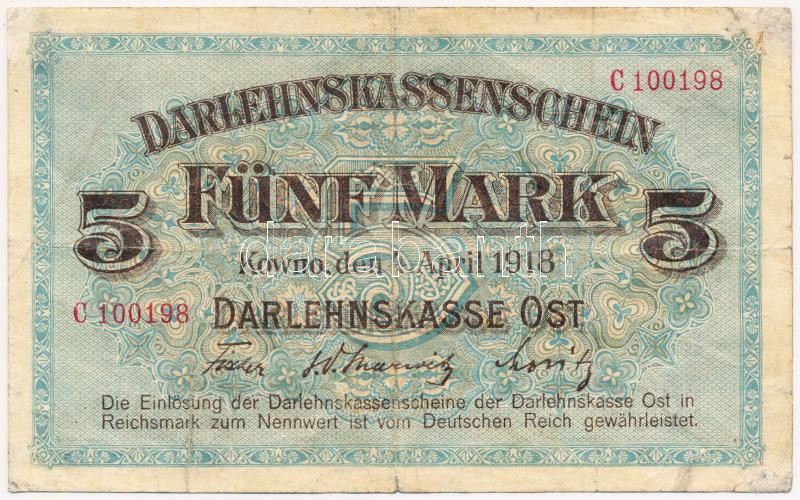 C 100198
DARLEHNSKASSENSCHEIN
FÜNF MARK
5 5
Kowno, den 4. April 1918
C 100198
DARLEHNSKASSE OST
Die Einlösung der Darlehnskassenscheine der Darlehnskasse Ost in
Reichsmark zum Nennwert ist vom Deutschen Reich gewährleistet.